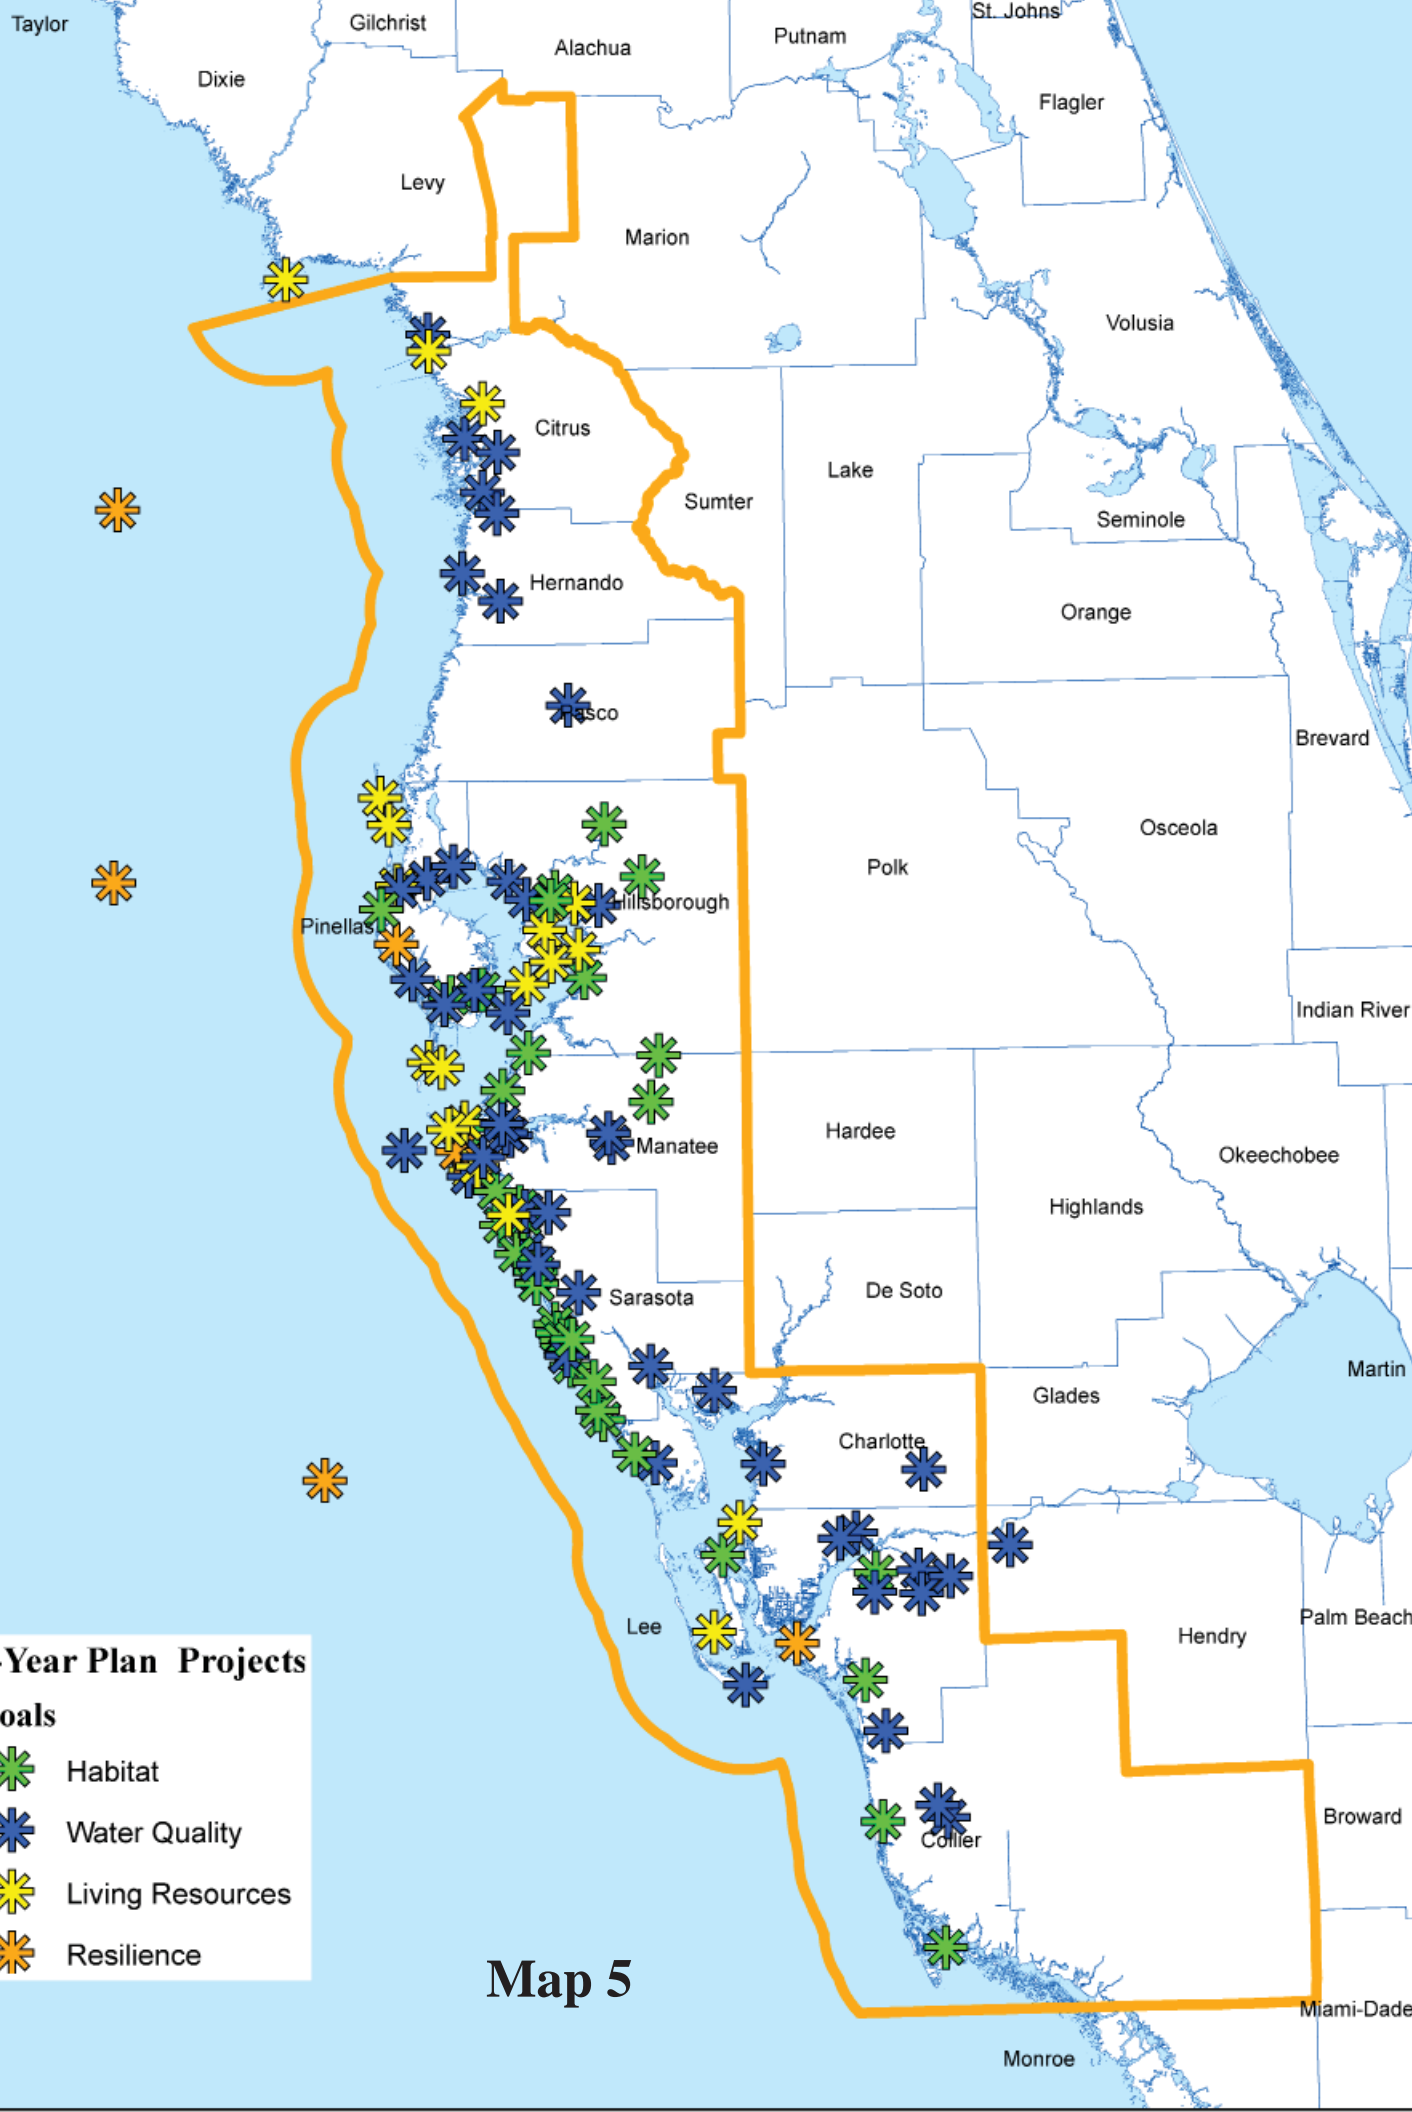 St. Johns
Taylor
Gilchrist
Alachua
Putnam
Dixie
Flagler
Levy
Marion
Volusia
Citrus
Lake
Sumter
Seminole
Hernando
Orange
Pasco
Brevard
Osceola
Polk
Hillsborough
Pinellas
Indian River
Hardee
Manatee
Okeechobee
Highlands
De Soto
Sarasota
Martin
Glades
Charlotte
Palm Beach
Lee
Hendry
-Year Plan Projects
oals
Habitat
Water Quality
Living Resources
Resilience
Broward
Collier
Map 5
Miami-Dade
Monroe